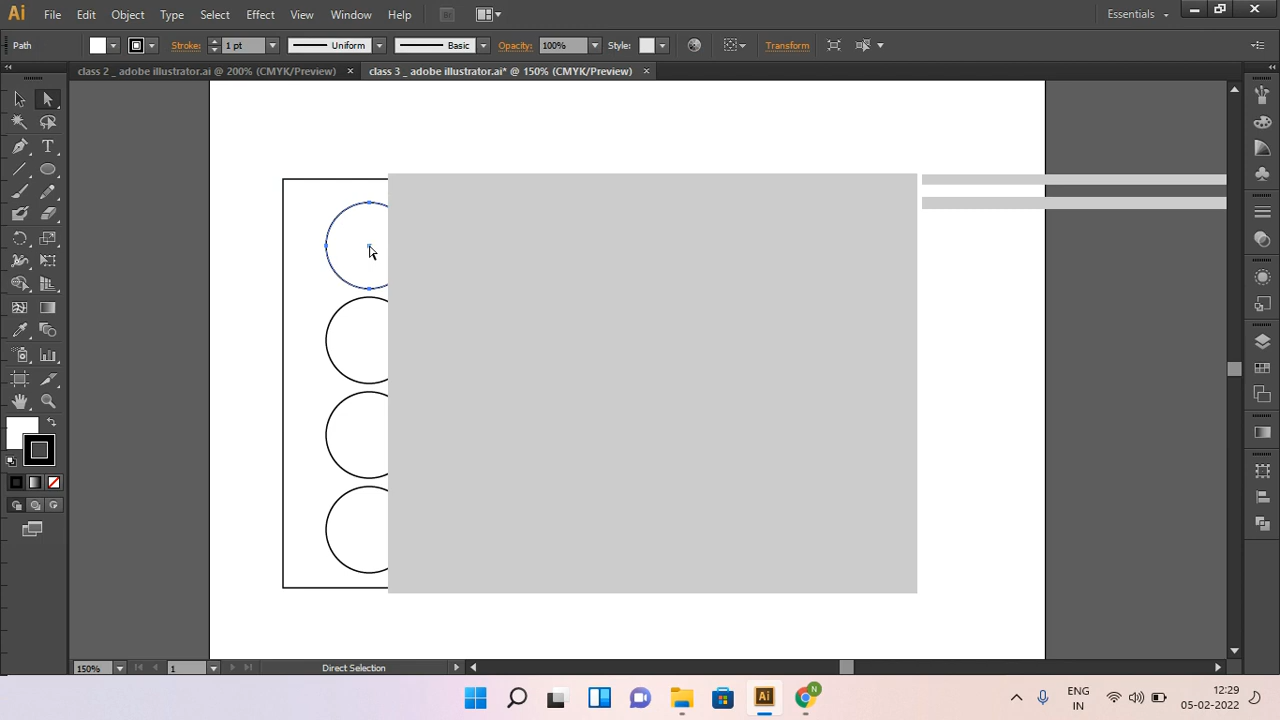 Ai File Edit Object Type Select Effect View Window Help Essentials
Path Stroke: 1 pt Uniform Basic Opacity: 100% Style: Transform
class 2 _ adobe illustrator.ai @ 200% (CMYK/Preview) class 3 _ adobe illustrator.ai* @ 150% (CMYK/Preview)
150% 1 Direct Selection
ENG 12:29
IN 05-02-2022